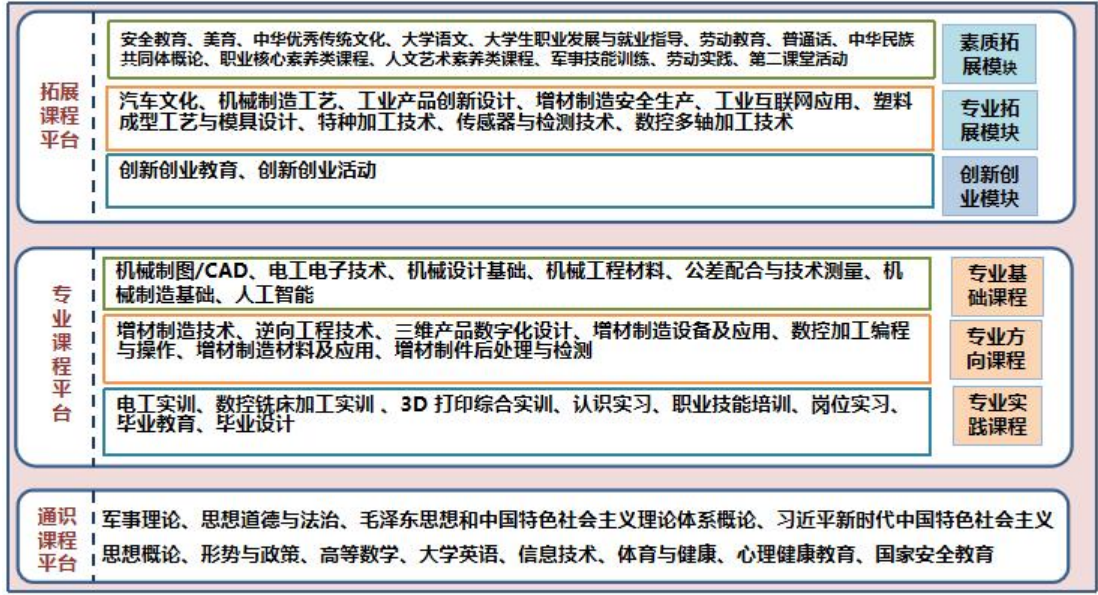 拓展
课程
平台
安全教育、美育、中华优秀传统文化、大学语文、大学生职业发展与就业指导、劳动教育、普通话、中华民族
共同体概论、职业核心素养类课程、人文艺术素养类课程、军事技能训练、劳动实践、第二课堂活动
素质拓
展模块
汽车文化、机械制造工艺、工业产品创新设计、增材制造安全生产、工业互联网应用、塑料
成型工艺与模具设计、特种加工技术、传感器与检测技术、数控多轴加工技术
专业拓
展模块
创新创业教育、创新创业活动
创新创
业模块
专
业
课
程
平
台
机械制图/CAD、电工电子技术、机械设计基础、机械工程材料、公差配合与技术测量、机
械制造基础、人工智能
专业基
础课程
增材制造技术、逆向工程技术、三维产品数字化设计、增材制造设备及应用、数控加工编程
与操作、增材制造材料及应用、增材制件后处理与检测
专业方
向课程
电工实训、数控铣床加工实训 、3D 打印综合实训、认识实习、职业技能培训、岗位实习、
毕业教育、毕业设计
专业实
践课程
通识
课程
平台
军事理论、思想道德与法治、毛泽东思想和中国特色社会主义理论体系概论、习近平新时代中国特色社会主义
思想概论、形势与政策、高等数学、大学英语、信息技术、体育与健康、心理健康教育、国家安全教育